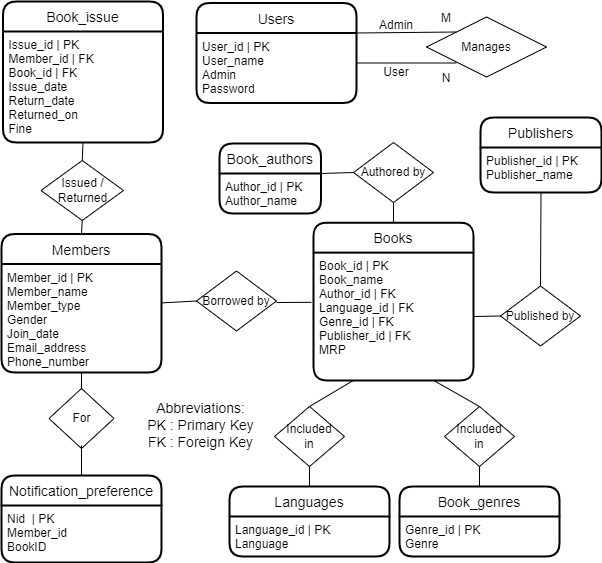 Book_issue
Issue_id | PK
Member_id | FK
Book_id | FK
Issue_date
Return_date
Returned_on
Fine
Users
User_id | PK
User_name
Admin
Password
Admin
M
Manages
User
N
Issued /
Returned
Book_authors
Author_id | PK
Author_name
Authored by
Publishers
Publisher_id | PK
Publisher_name
Members
Member_id | PK
Member_name
Member_type
Gender
Join_date
Email_address
Phone_number
Borrowed by
Books
Book_id | PK
Book_name
Author_id | FK
Language_id | FK
Genre_id | FK
Publisher_id | FK
MRP
Published by
For
Abbreviations:
PK : Primary Key
FK : Foreign Key
Included
in
Included
in
Notification_preference
Nid | PK
Member_id
BookID
Languages
Language_id | PK
Language
Book_genres
Genre_id | PK
Genre